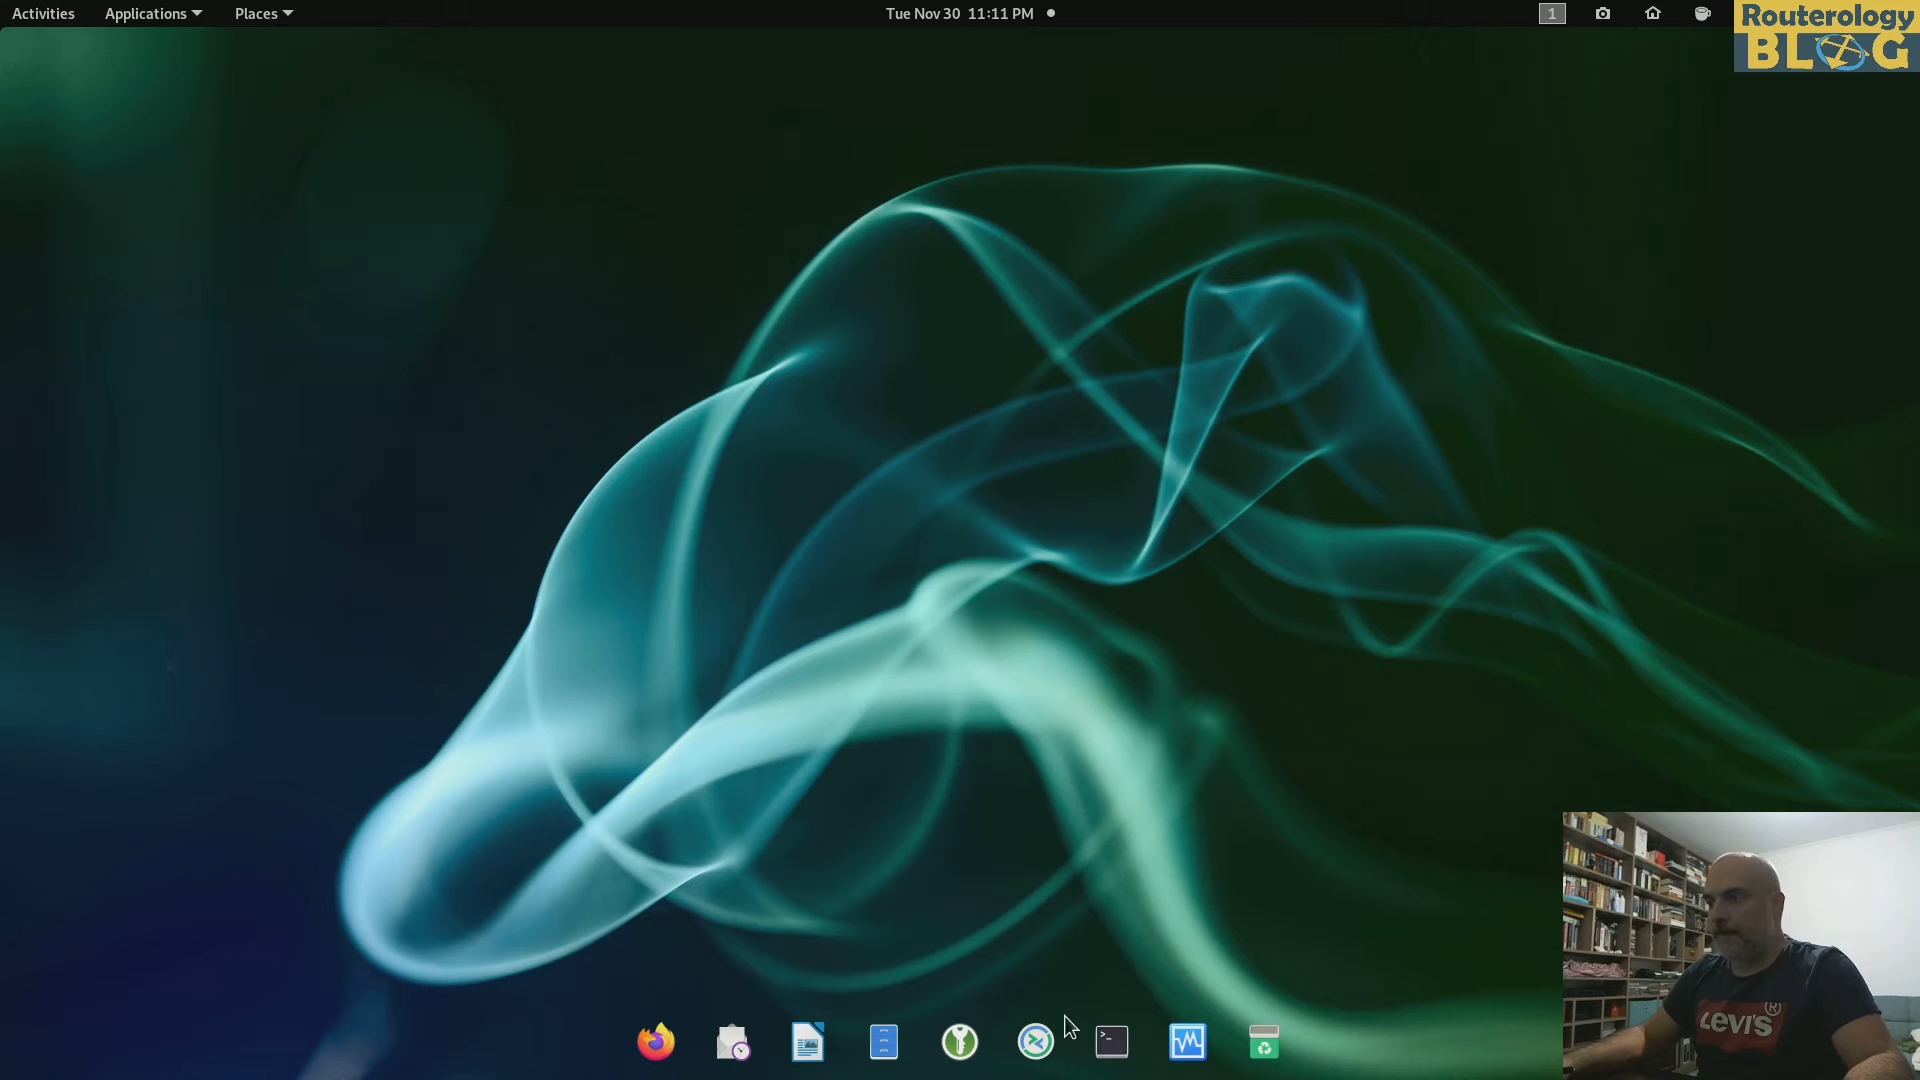 Activities
Applications
Places
Tue Nov 30 11:11 PM
1
Routerology
BLOG
>_
LEVI'S®